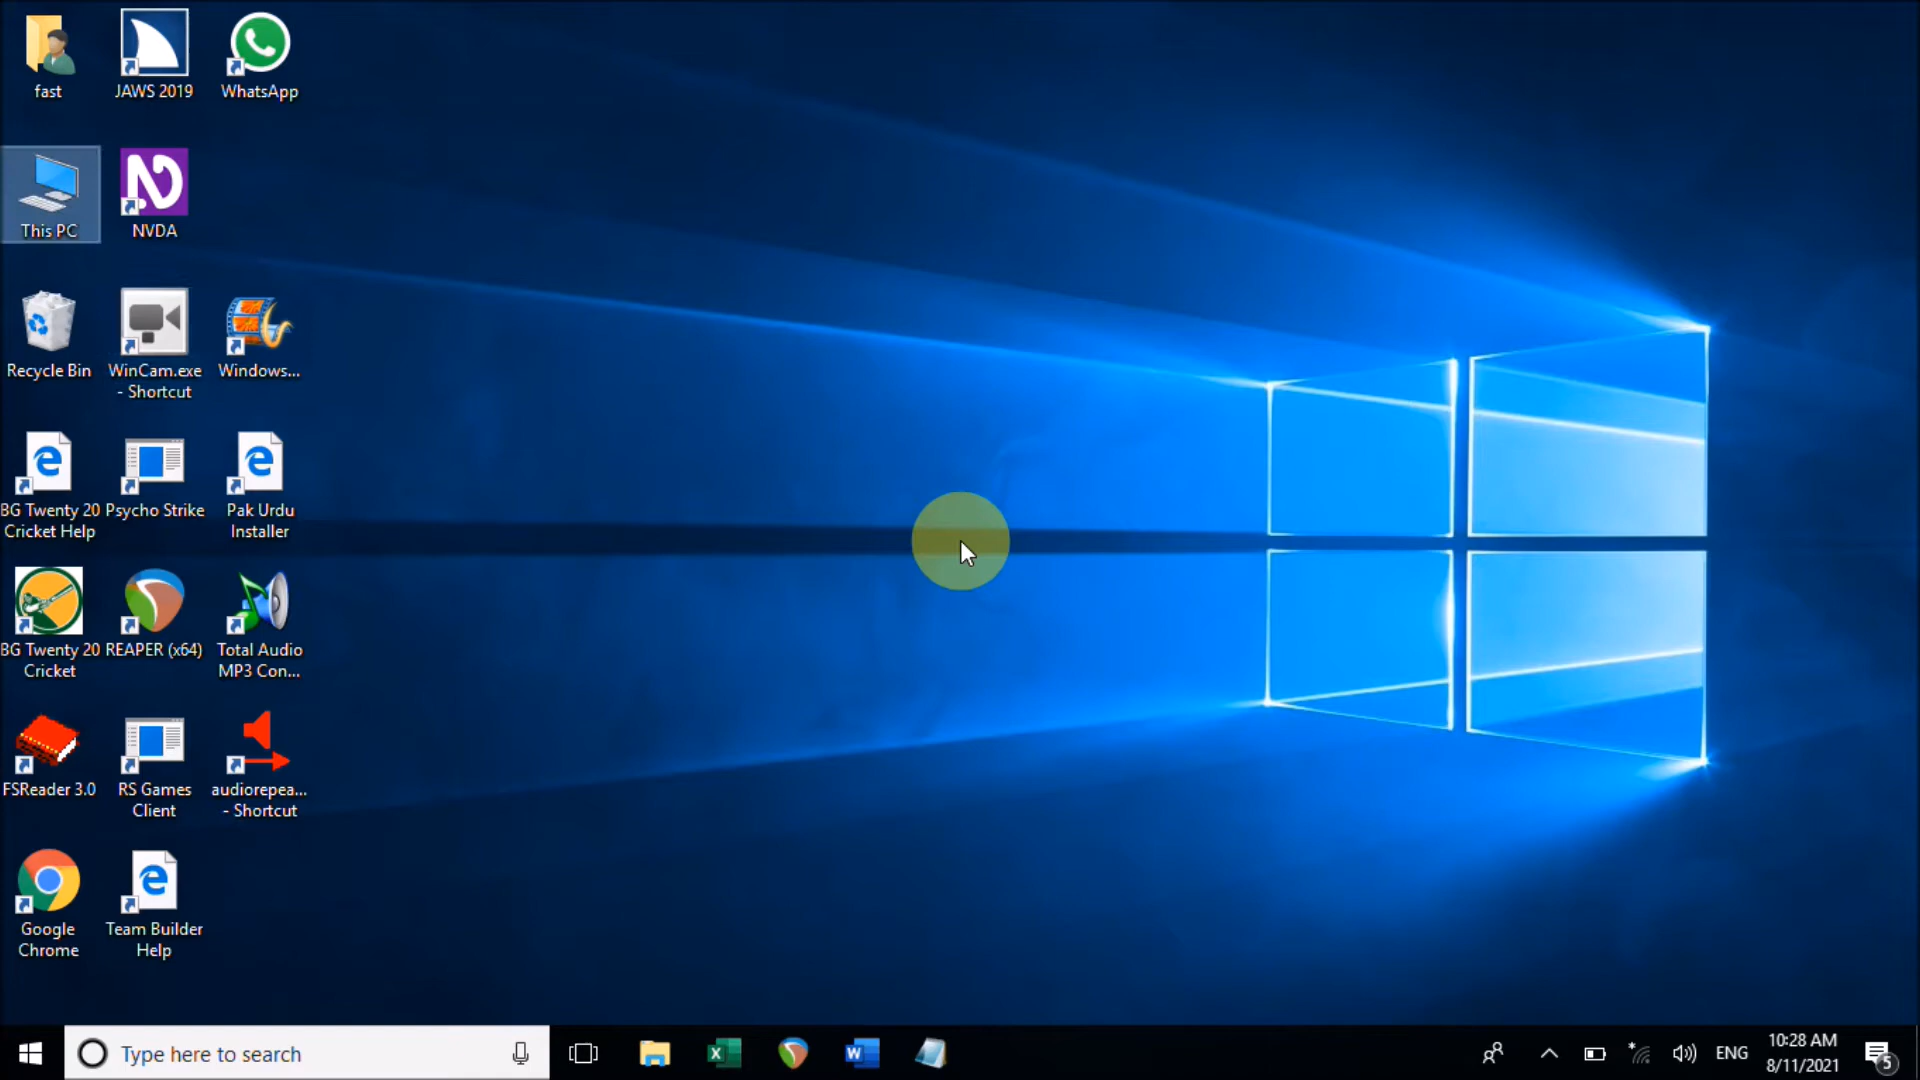 fast
JAWS 2019
WhatsApp
This PC
NVDA
Recycle Bin
WinCam.exe
- Shortcut
Windows...
BG Twenty 20
Cricket Help
Psycho Strike
Pak Urdu
Installer
BG Twenty 20
Cricket
REAPER (x64)
Total Audio
MP3 Con...
FSReader 3.0
RS Games
Client
audiorepea...
- Shortcut
Google
Chrome
Team Builder
Help
Type here to search
ENG
10:28 AM
8/11/2021
5